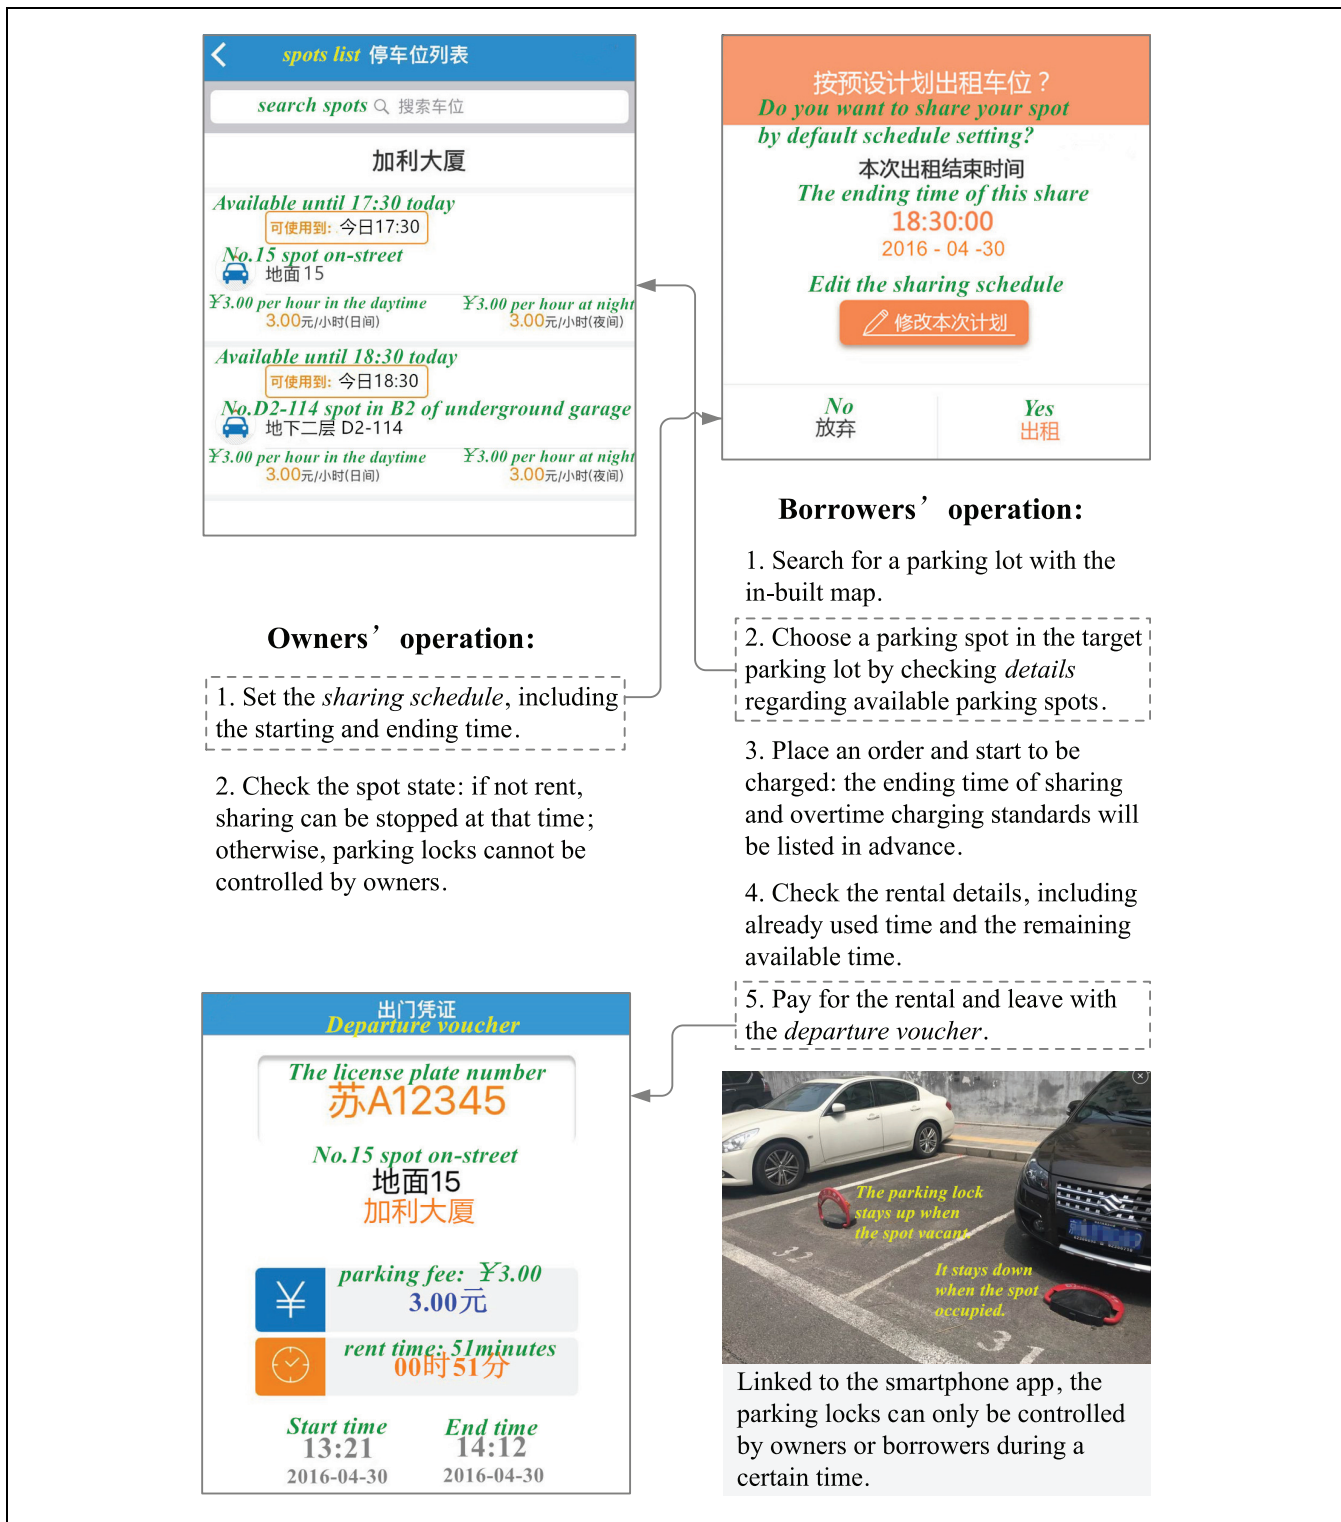 spots list 停车位列表
search spots 搜索车位
加利大厦
Available until 17:30 today
可使用到: 今日17:30
No.15 spot on-street
地面15
¥3.00 per hour in the daytime ¥3.00 per hour at night
3.00元/小时(日间) 3.00元/小时(夜间)
Available until 18:30 today
可使用到: 今日18:30
No.D2-114 spot in B2 of underground garage
地下二层 D2-114
¥3.00 per hour in the daytime ¥3.00 per hour at night
3.00元/小时(日间) 3.00元/小时(夜间)
按预设计划出租车位？
Do you want to share your spot
by default schedule setting?
本次出租结束时间
The ending time of this share
18:30:00
2016 - 04 -30
Edit the sharing schedule
修改本次计划
No Yes
放弃 出租
Owners’ operation:
1. Set the sharing schedule, including
the starting and ending time.
2. Check the spot state: if not rent,
sharing can be stopped at that time;
otherwise, parking locks cannot be
controlled by owners.
Borrowers’ operation:
1. Search for a parking lot with the
in-built map.
2. Choose a parking spot in the target
parking lot by checking details
regarding available parking spots.
3. Place an order and start to be
charged: the ending time of sharing
and overtime charging standards will
be listed in advance.
4. Check the rental details, including
already used time and the remaining
available time.
5. Pay for the rental and leave with
the departure voucher.
出门凭证
Departure voucher
The license plate number
苏A12345
No.15 spot on-street
地面15
加利大厦
parking fee: ¥3.00
¥ 3.00元
rent time: 51minutes
00时51分
Start time End time
13:21 14:12
2016-04-30 2016-04-30
The parking lock
stays up when
the spot vacant.
It stays down
when the spot
occupied.
32
31
Linked to the smartphone app, the
parking locks can only be controlled
by owners or borrowers during a
certain time.